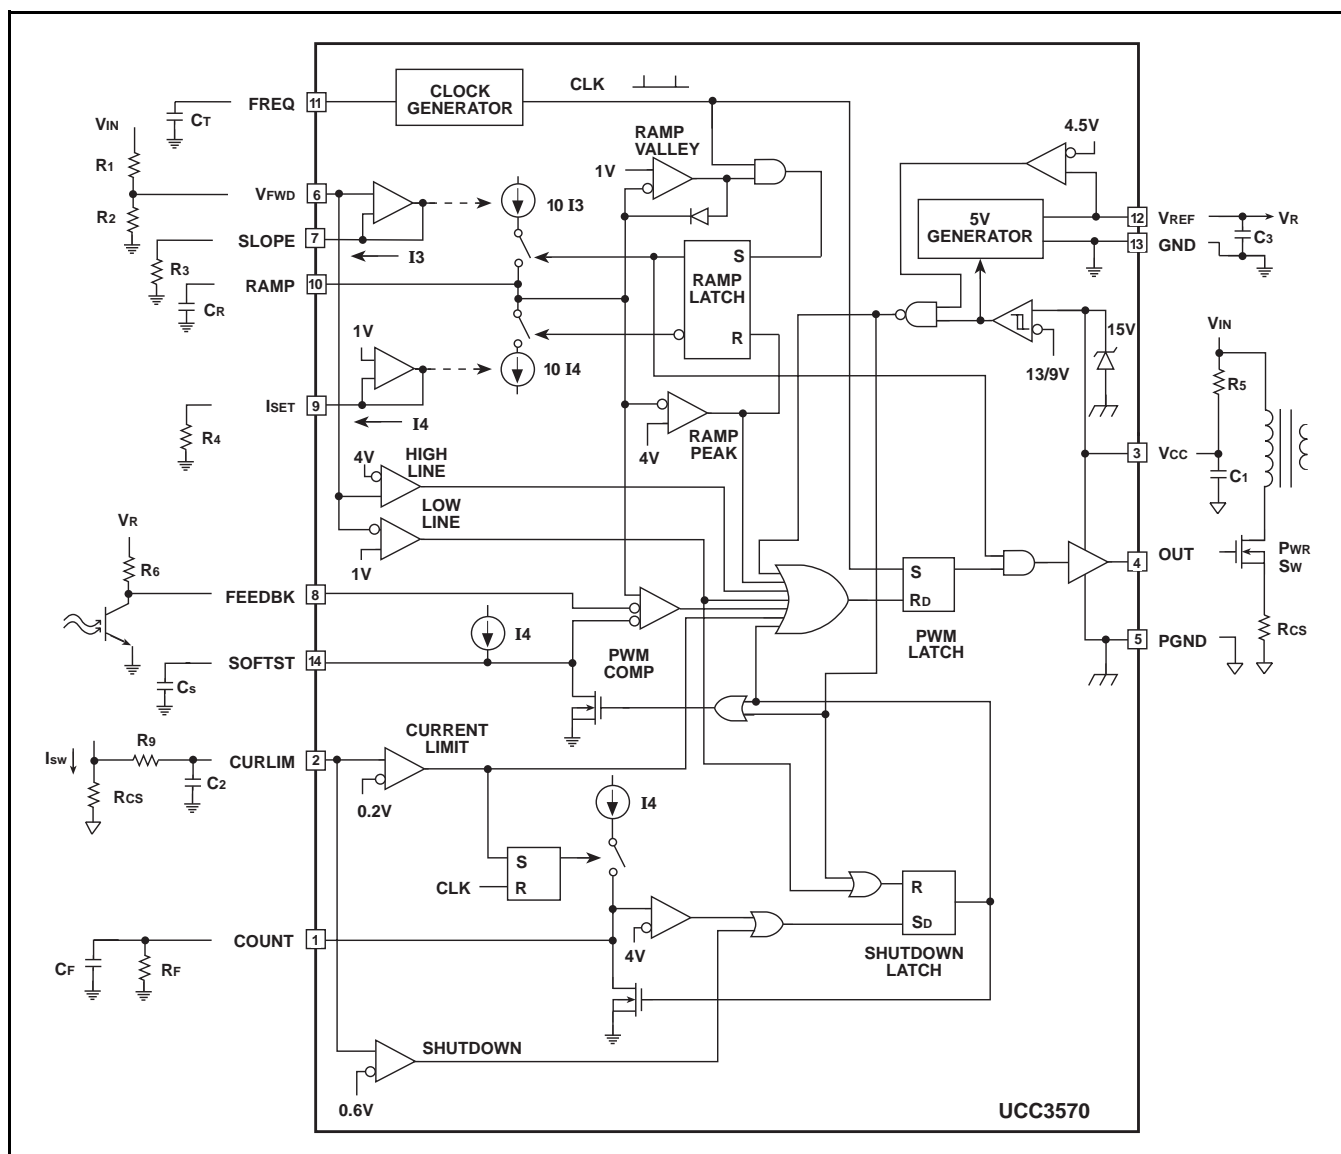 FREQ 11
CLOCK
GENERATOR
CLK
CT
VIN
R1
R2
VFWD 6
SLOPE 7
R3
RAMP 10
CR
I3
10 I3
RAMP
VALLEY
1V
S
RAMP
LATCH
R
4.5V
5V
GENERATOR
12 VREF
VR
13 GND
C3
15V
13/9V
VIN
R5
1V
10 I4
ISET 9
I4
R4
4V
RAMP
PEAK
3 VCC
C1
4V
HIGH
LINE
LOW
LINE
1V
VR
R6
FEEDBK 8
S
RD
PWM
LATCH
OUT
4
PWR
SW
RCS
5 PGND
I4
SOFTST 14
CS
PWM
COMP
ISW
R9
C2
RCS
CURLIM 2
CURRENT
LIMIT
0.2V
I4
S
R
CLK
R
SD
SHUTDOWN
LATCH
COUNT 1
4V
CF
RF
SHUTDOWN
0.6V
UCC3570